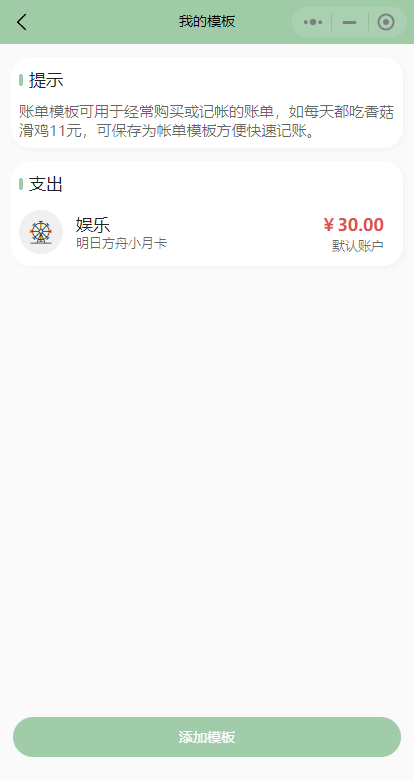 我的模板
提示
账单模板可用于经常购买或记帐的账单，如每天都吃香菇
滑鸡11元，可保存为帐单模板方便快速记账。
支出
娱乐
￥30.00
明日方舟小月卡
默认账户
添加模板